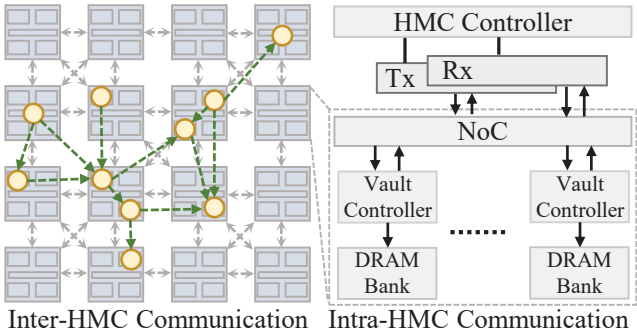 HMC Controller
Tx
Rx
NoC
Vault
Controller
Vault
Controller
........
DRAM
Bank
DRAM
Bank
Inter-HMC Communication
Intra-HMC Communication